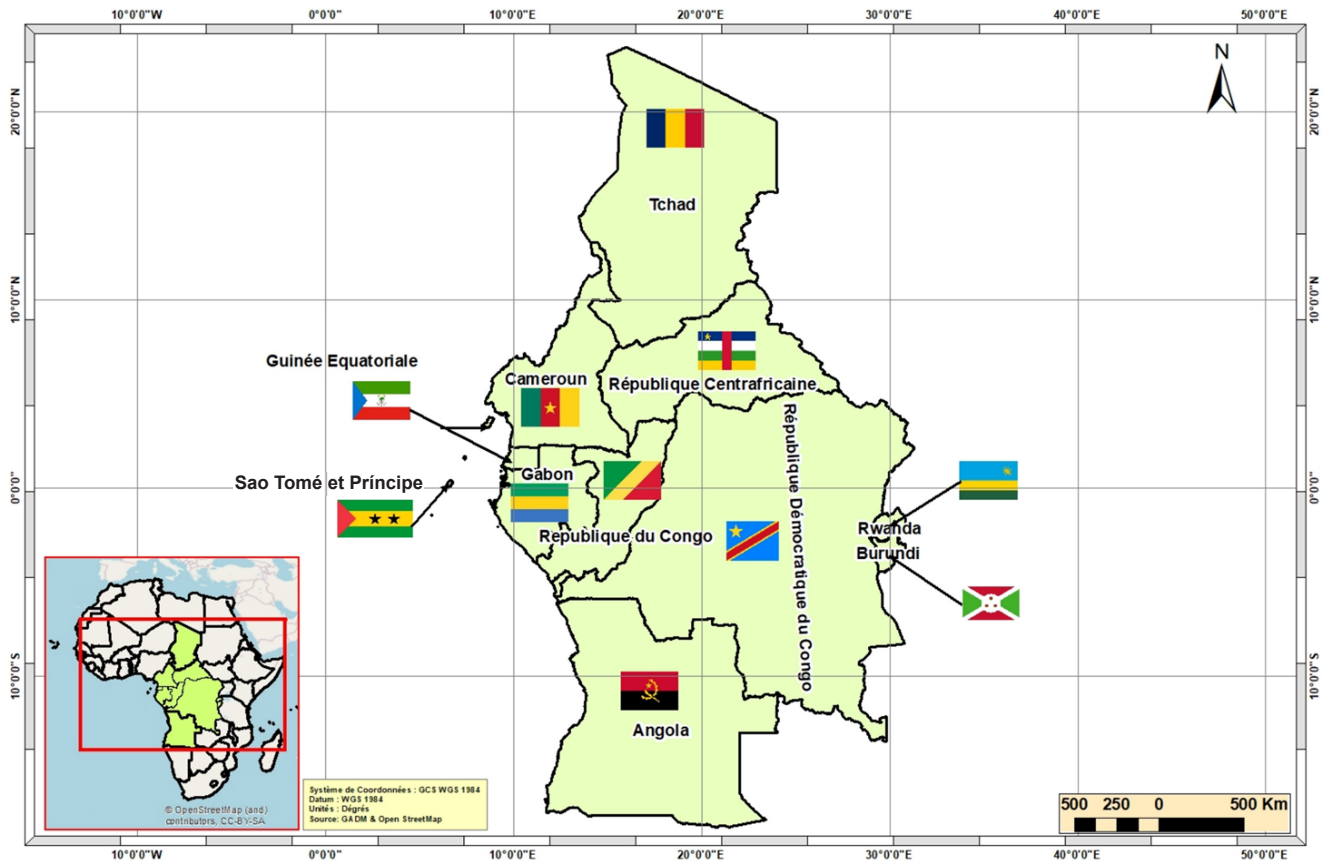 10°0'0"W 0°0'0" 10°0'0"E 20°0'0"E 30°0'0"E 40°0'0"E 50°0'0"E
N
20°0'0"N
20°0'0"N
Tchad
10°0'0"N
10°0'0"N
Guinée Equatoriale
Cameroun
République Centrafricaine
Gabon
Sao Tomé et Príncipe
0°0'0"
0°0'0"
République du Congo
République Démocratique du Congo
Rwanda
Burundi
10°0'0"S
10°0'0"S
Angola
© OpenStreetMap (and)
contributors, CC-BY-SA
Système de Coordonnées : GCS WGS 1984
Datum : WGS 1984
Unités : Dégrés
Source: GADM & Open StreetMap
500 250 0 500 Km
10°0'0"W 0°0'0" 10°0'0"E 20°0'0"E 30°0'0"E 40°0'0"E 50°0'0"E